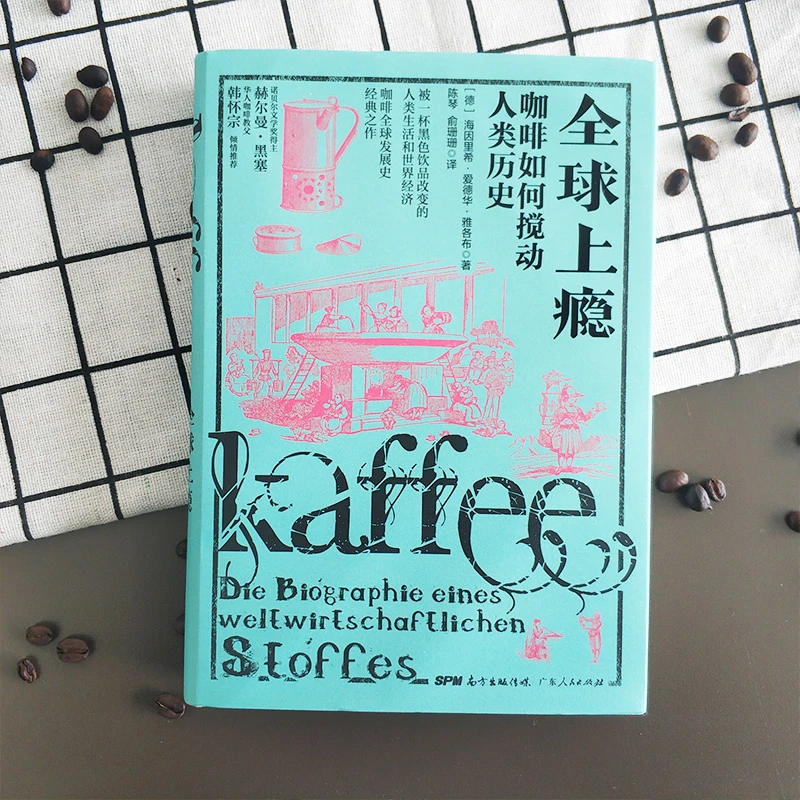 全球上瘾
咖啡如何搅动
人类历史
[德] 海因里希·爱德华·雅各布 著
陈琴 俞珊珊 译
被一杯黑色饮品改变的
人类生活和世界经济
咖啡全球发展史
经典之作
诺贝尔文学奖得主
赫尔曼·黑塞
华人咖啡教父
韩怀宗 倾情推荐
kaffee
Die Biographie eines
weltwirtschaftlichen
Stoffes
SPM 南方出版传媒 广东人民出版社